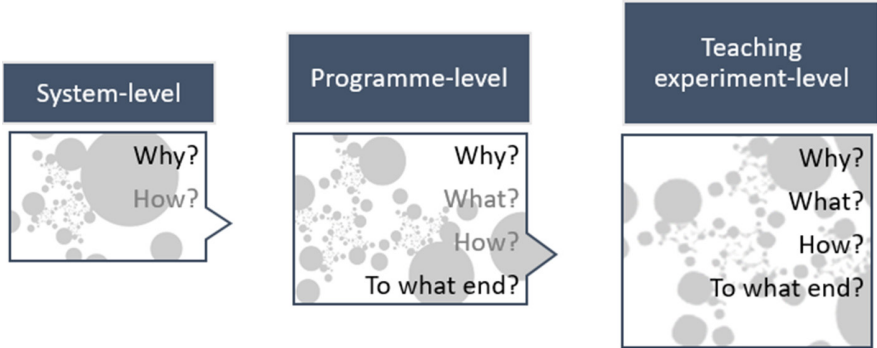 System-level
Why?
How?
Programme-level
Why?
What?
How?
To what end?
Teaching
experiment-level
Why?
What?
How?
To what end?